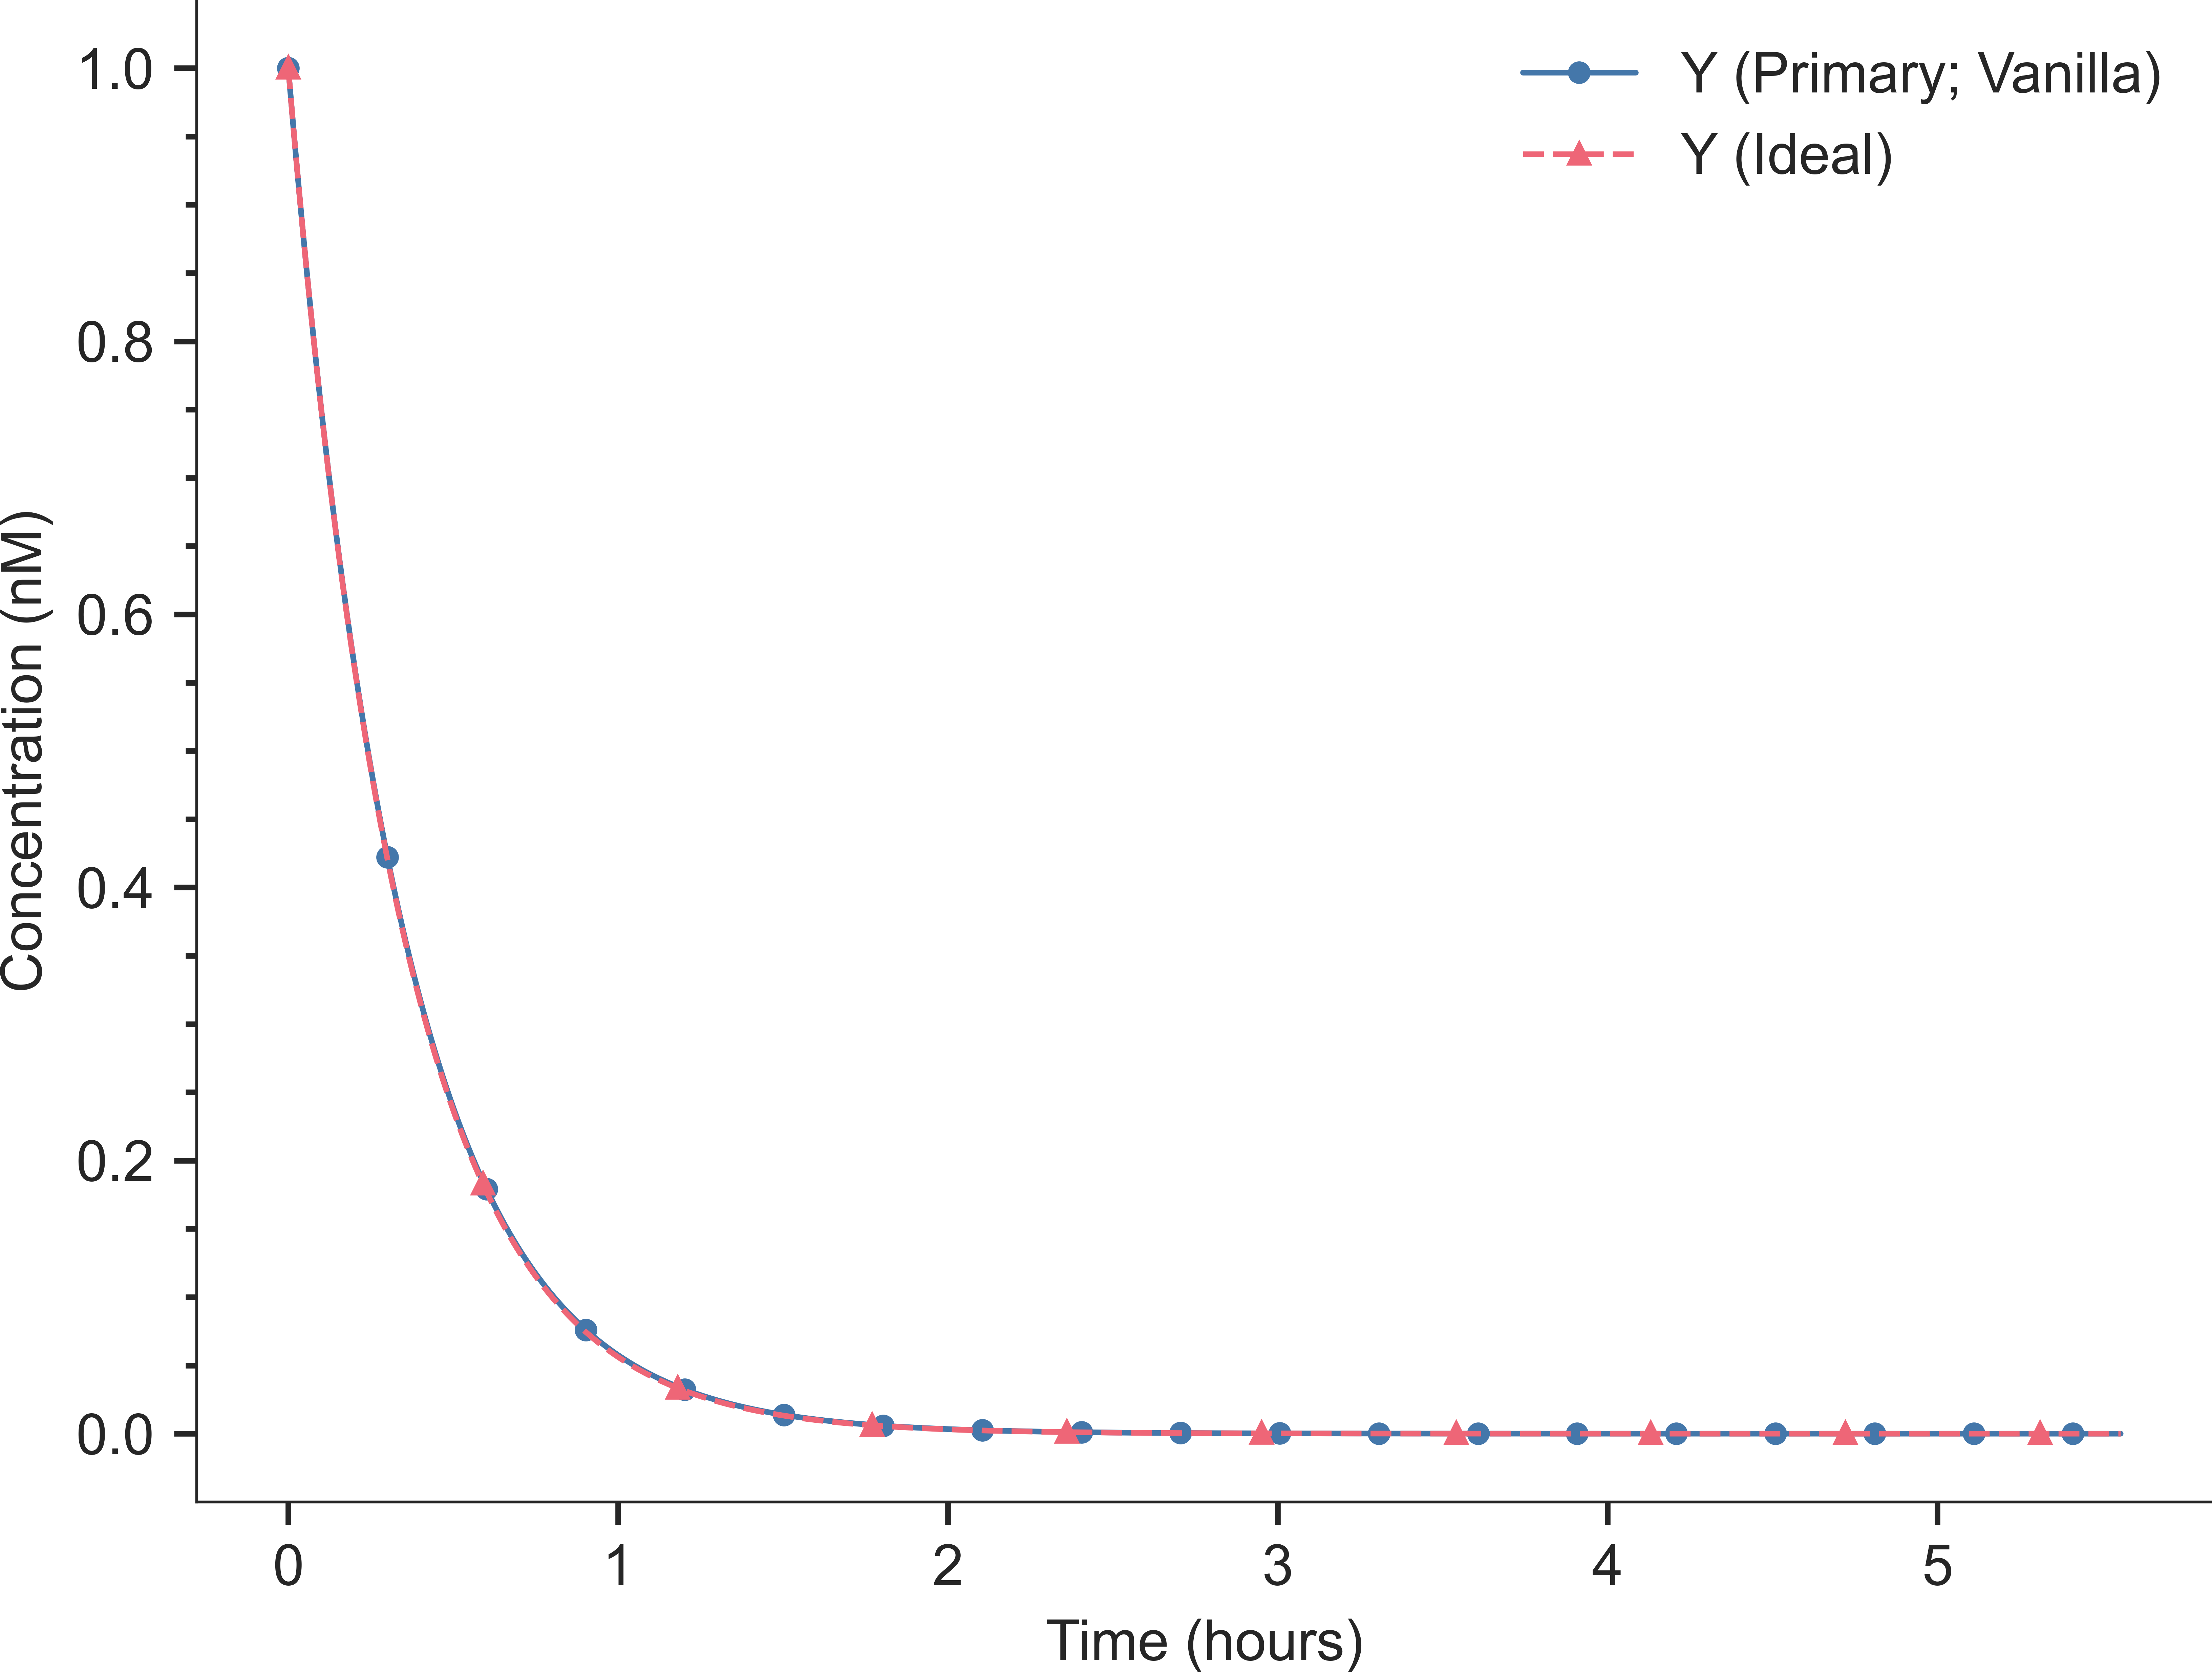 Y (Primary; Vanilla)
Y (Ideal)
Concentration (nM)
1.0
0.8
0.6
0.4
0.2
0.0
0 1 2 3 4 5
Time (hours)